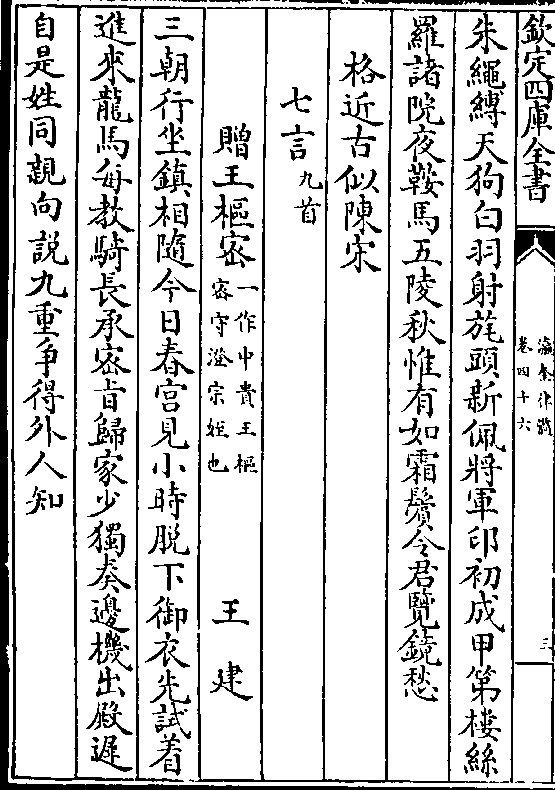 欽定四庫全書
瀛奎律髓
卷四十六
三
朱繩縛天狗白羽射旄頭新佩將軍印初成甲第樓絲
羅諸院夜鞍馬五陵秋惟有如霜鬢令君覽鏡愁
格近古似陳宋
七言九首
贈王樞密一作中貴王樞密守澄宗姪也 王建
三朝行坐鎮相隨今日春宫見小時脱下御衣先試着
進來龍馬每教騎長承密旨歸家少獨奏邊機出殿遲
自是姓同親向説九重争得外人知